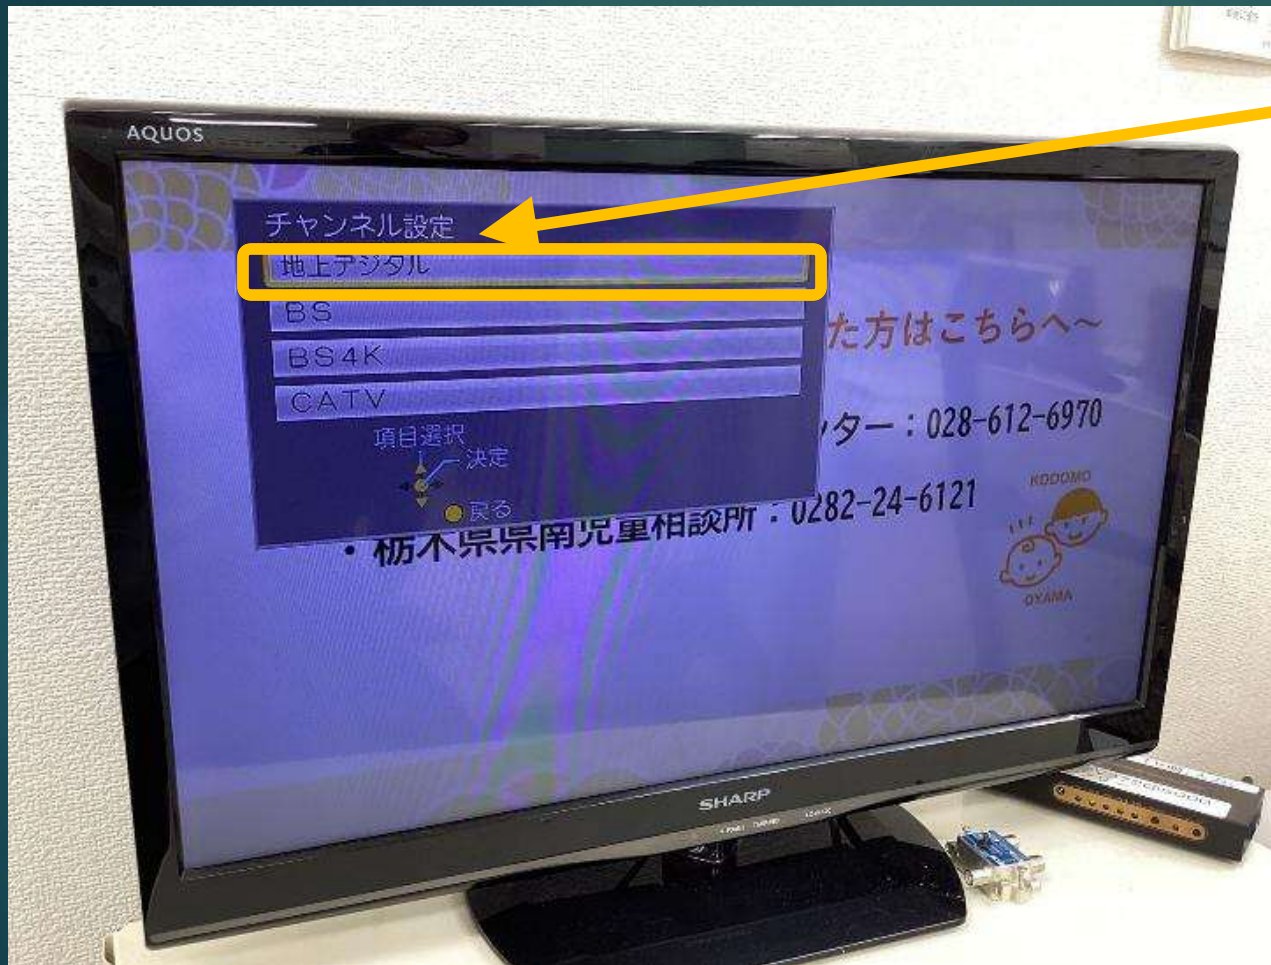 AQUOS
チャンネル設定
地上デジタル
BS
BS4K
CATV
項目選択
決定
戻る
た方はこちらへ~
ンター:028-612-6970
・栃木県県南児童相談所:0282-24-6121
KODOMO
OYAMA
SHARP